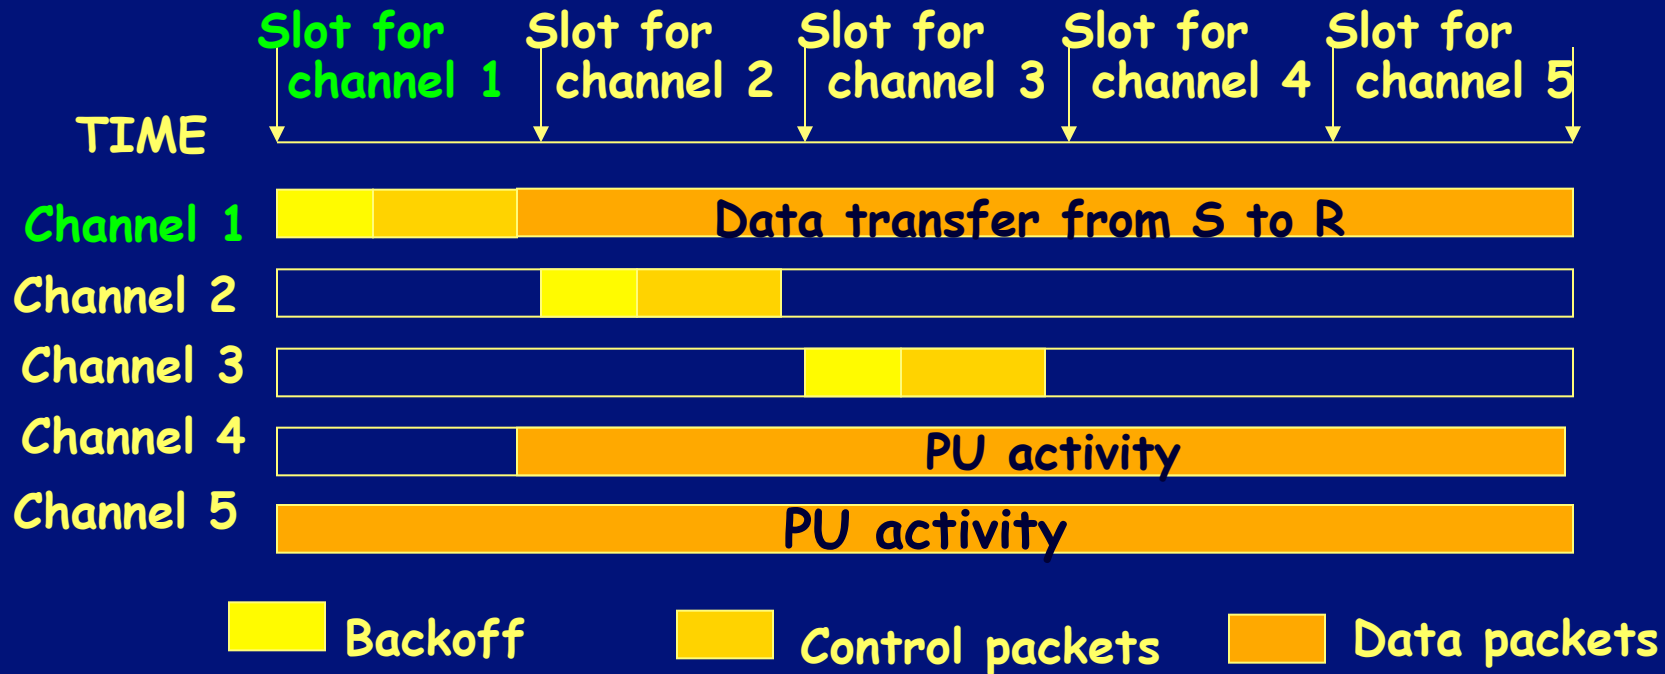 Slot for
channel 1
Slot for
channel 2
Slot for
channel 3
Slot for
channel 4
Slot for
channel 5
TIME
Channel 1
Data transfer from S to R
Channel 2
Channel 3
Channel 4
PU activity
Channel 5
PU activity
Backoff
Control packets
Data packets